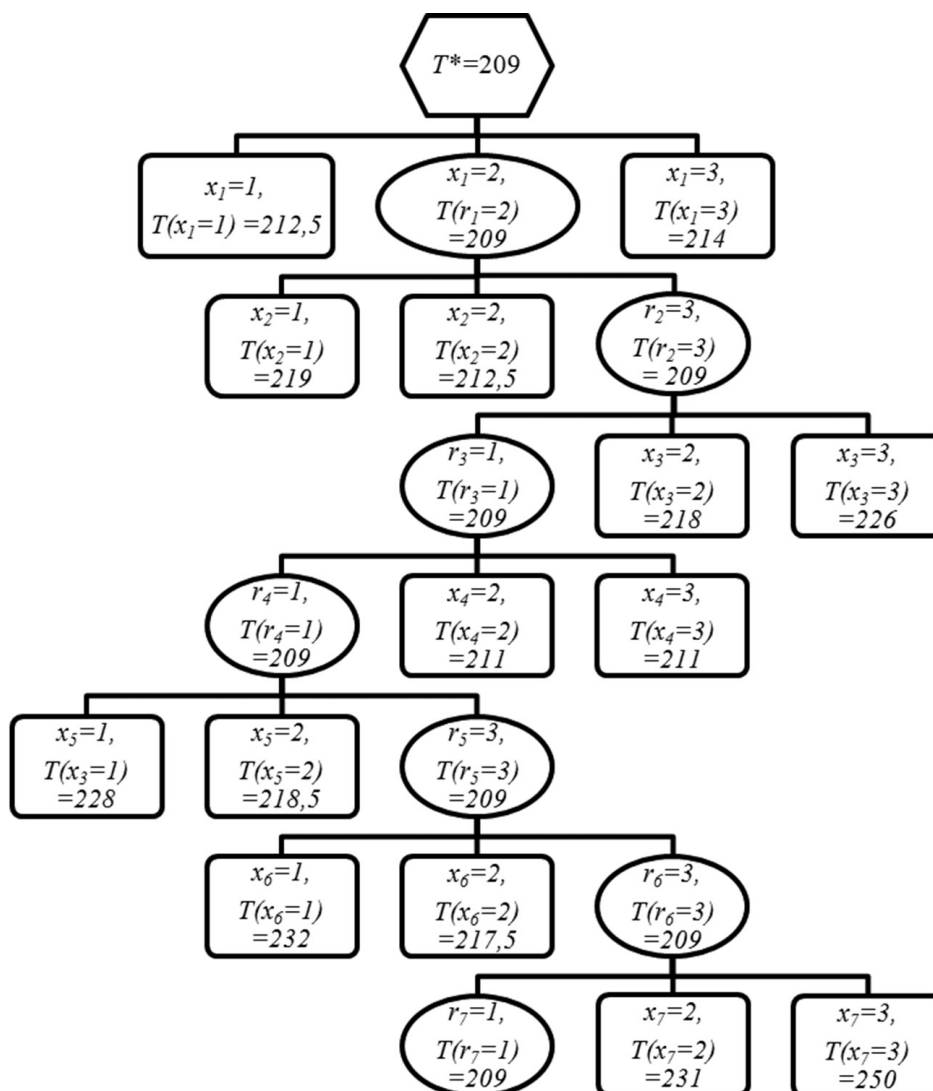 T*=209
x1=1,
T(x1=1) =212,5
x1=2,
T(r1=2)
=209
x1=3,
T(x1=3)
=214
x2=1,
T(x2=1)
=219
x2=2,
T(x2=2)
=212,5
r2=3,
T(r2=3)
= 209
r3=1,
T(r3=1)
=209
x3=2,
T(x3=2)
=218
x3=3,
T(x3=3)
=226
r4=1,
T(r4=1)
=209
x4=2,
T(x4=2)
=211
x4=3,
T(x4=3)
=211
x5=1,
T(x3=1)
=228
x5=2,
T(x5=2)
=218,5
r5=3,
T(r5=3)
=209
x6=1,
T(x6=1)
=232
x6=2,
T(x6=2)
=217,5
r6=3,
T(r6=3)
=209
r7=1,
T(r7=1)
=209
x7=2,
T(x7=2)
=231
x7=3,
T(x7=3)
=250